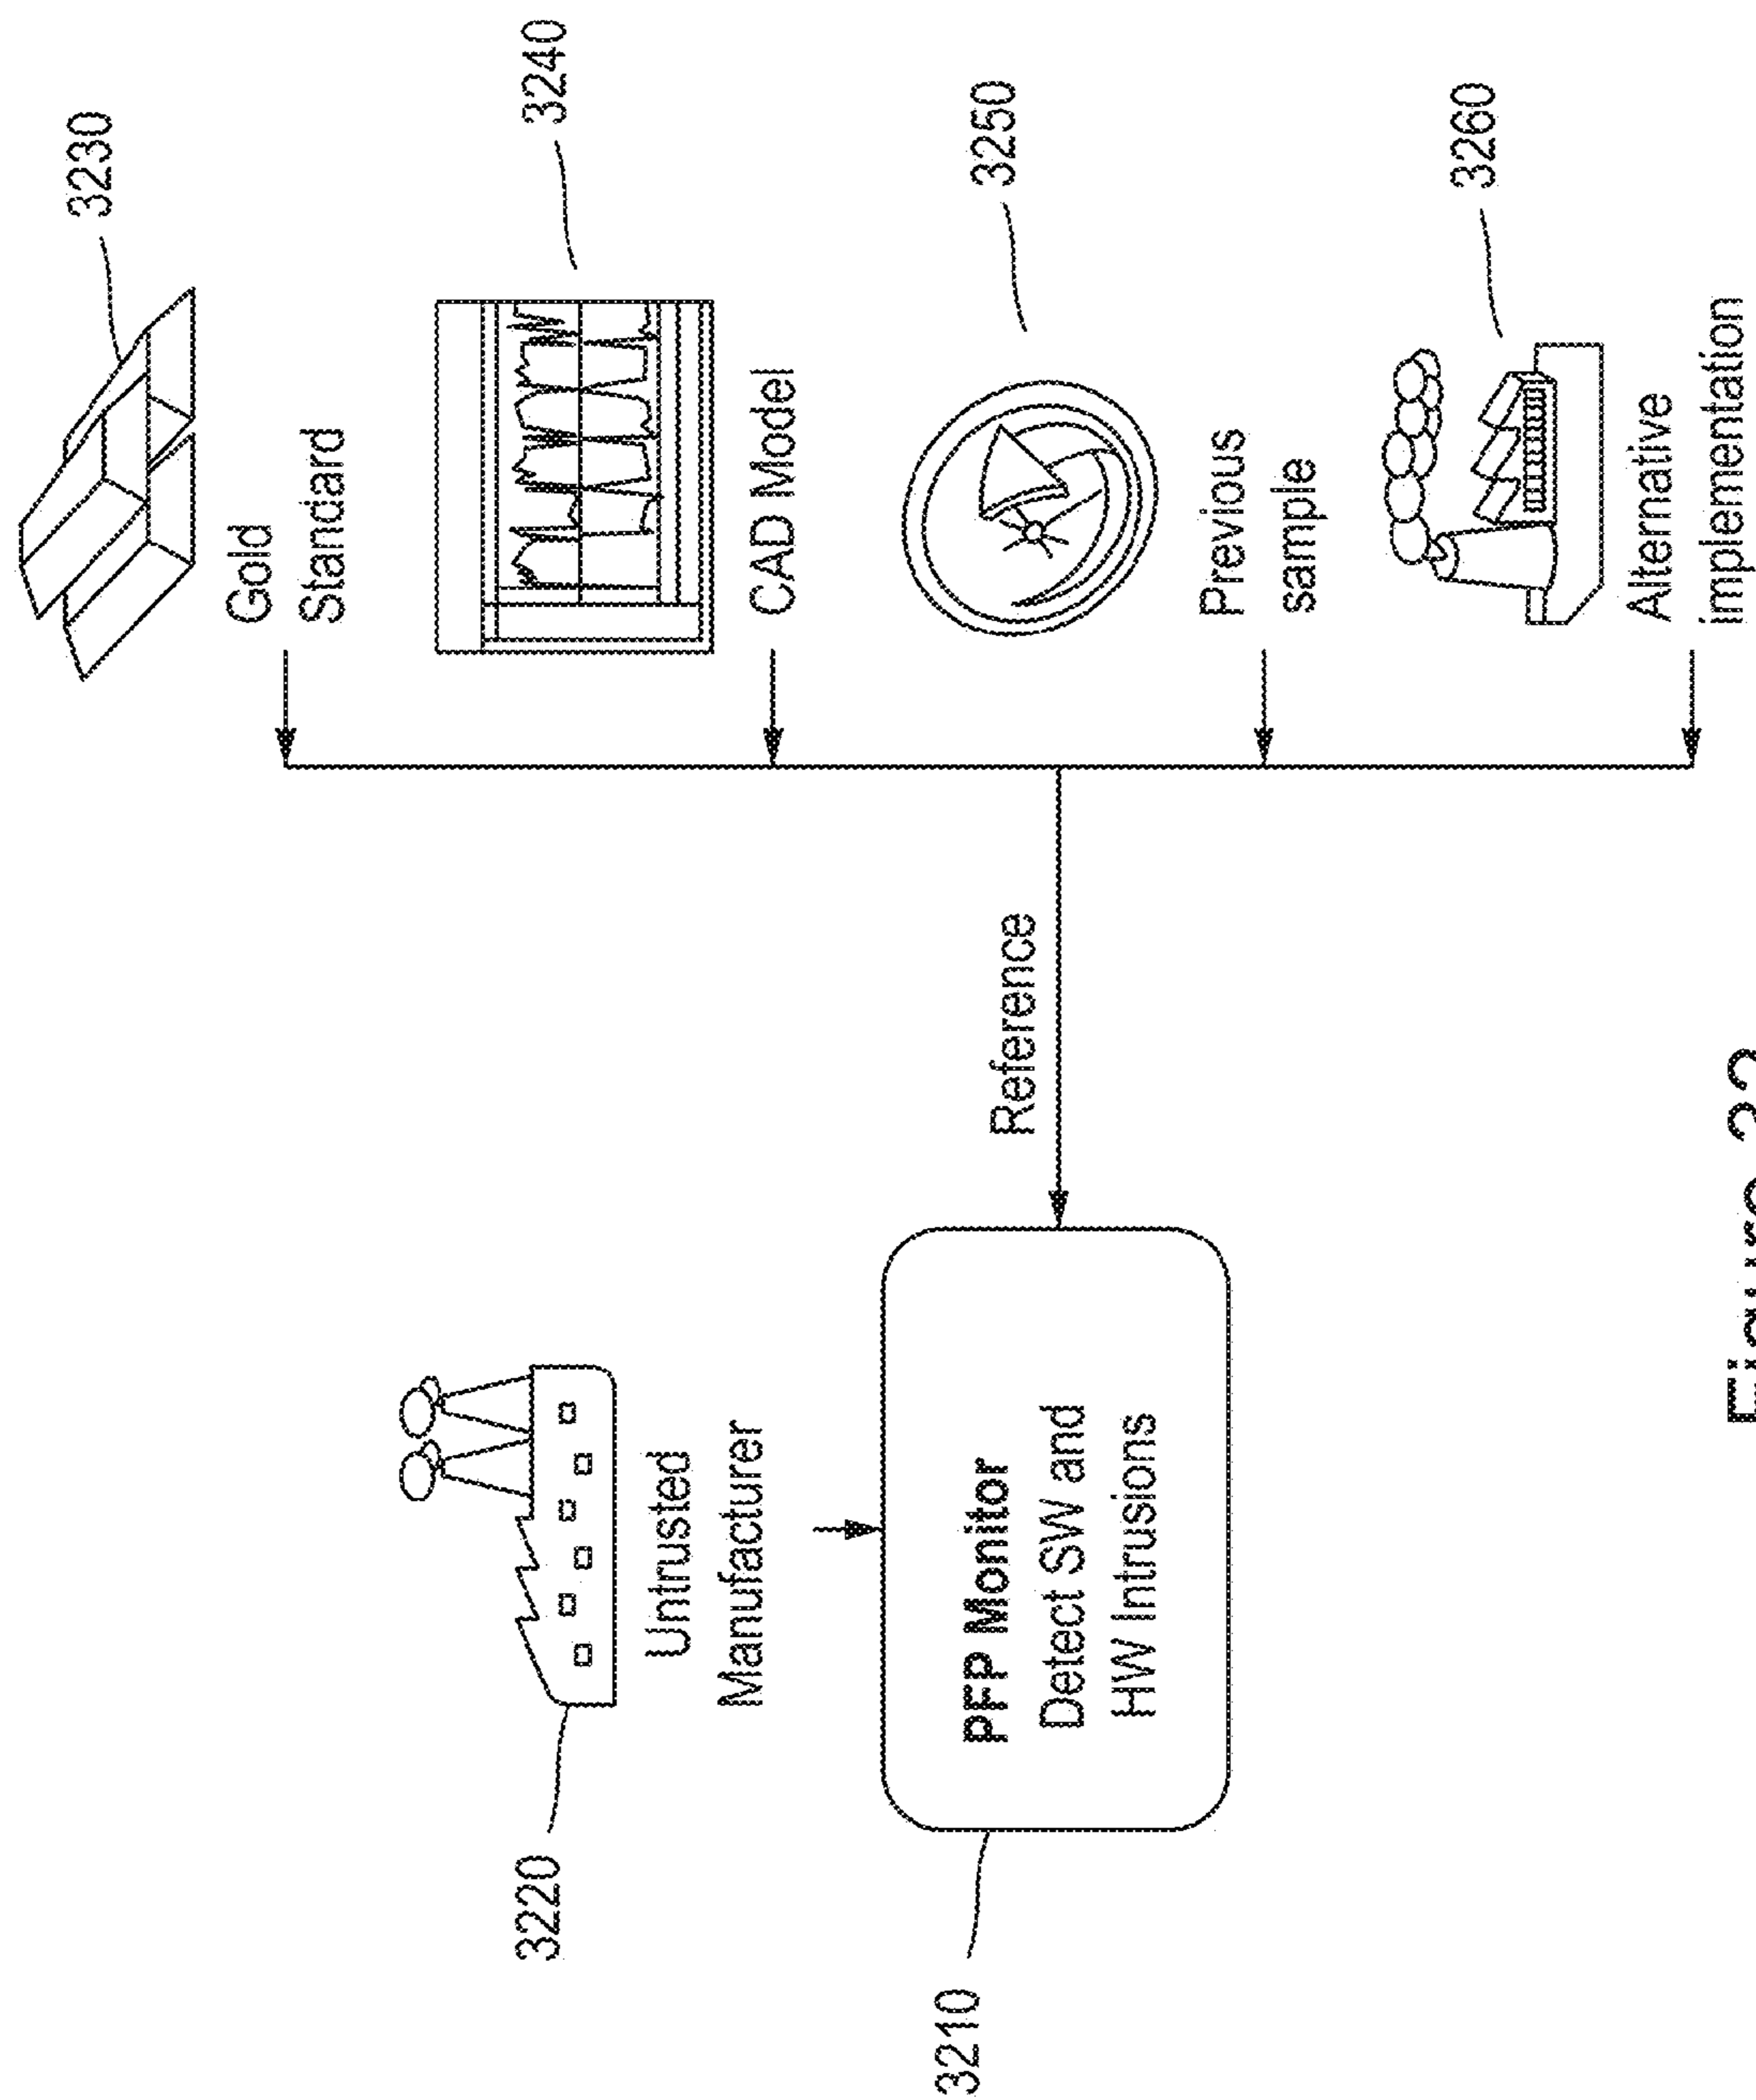 3230
Gold
Standard
3220
Untrusted
Manufacturer
3240
CAD Model
3210
PFP Monitor
Detect SW and
HW Intrusions
Reference
3250
Previous
sample
3260
Alternative
implementation
Figure